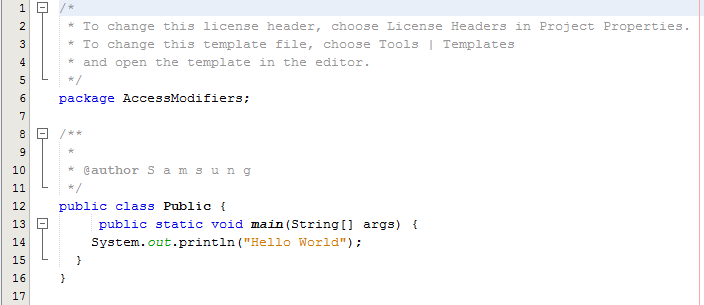 1 /*
2 * To change this license header, choose License Headers in Project Properties.
3 * To change this template file, choose Tools | Templates
4 * and open the template in the editor.
5 */
6 package AccessModifiers;
7
8 /**
9 *
10 * @author S a m s u n g
11 */
12 public class Public {
13 public static void main(String[] args) {
14 System.out.println("Hello World");
15 }
16 }
17